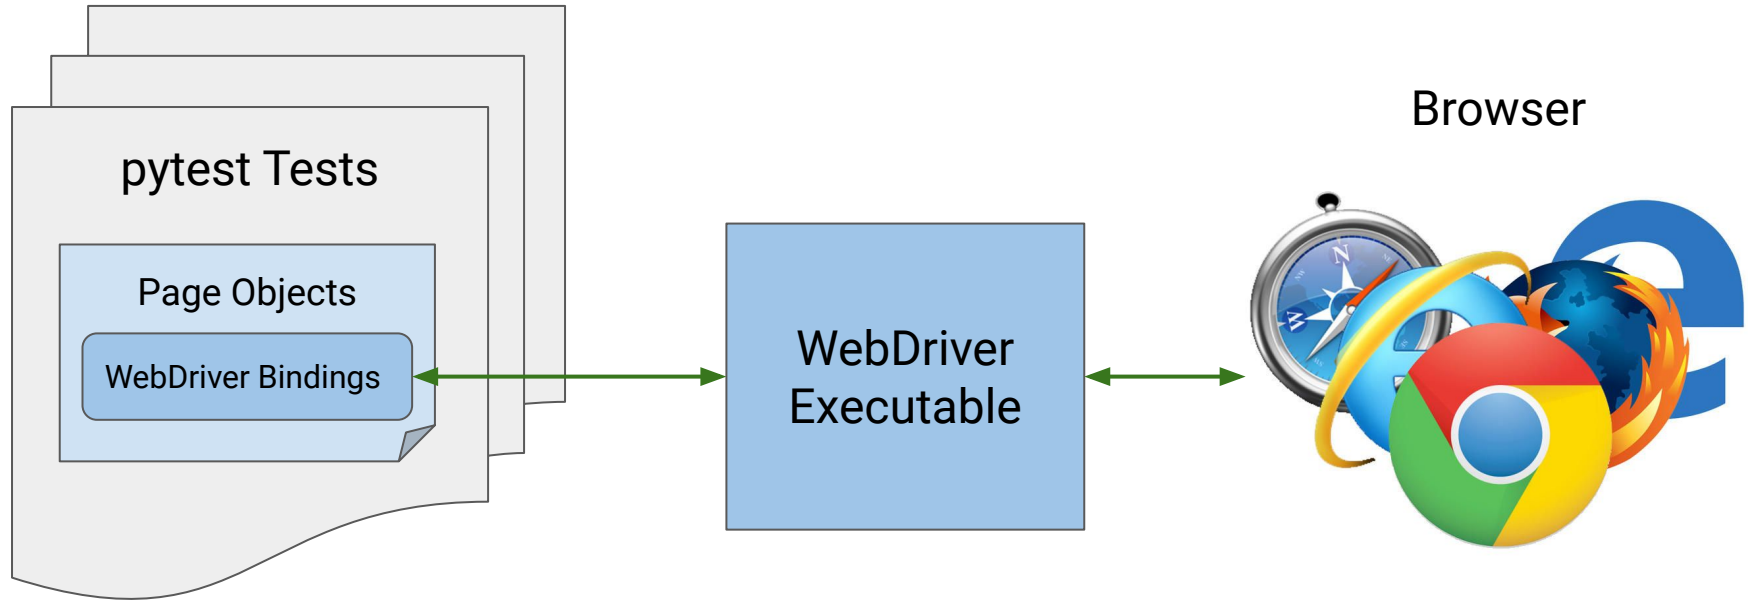 pytest Tests
Page Objects
WebDriver Bindings
WebDriver
Executable
Browser
N
W